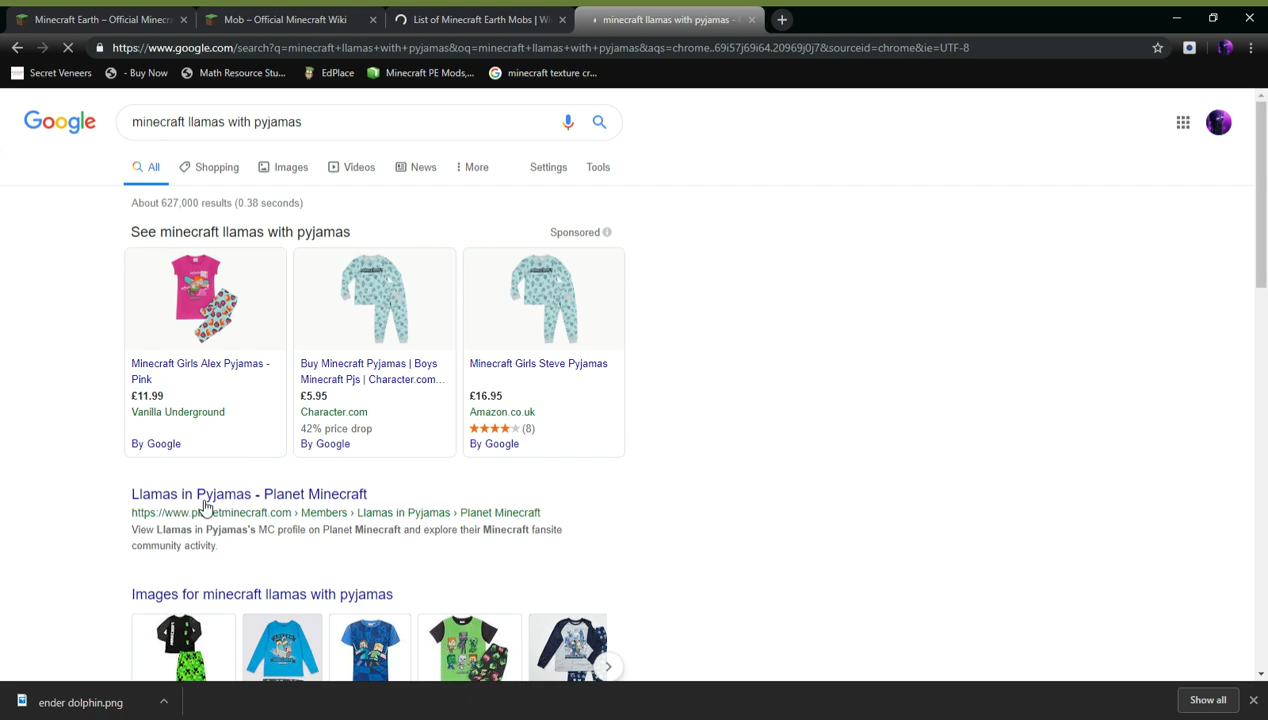 Minecraft Earth – Official Minecr
Mob – Official Minecraft Wiki
List of Minecraft Earth Mobs | Wi
minecraft llamas with pyjamas -
https://www.google.com/search?q=minecraft+llamas+with+pyjamas&oq=minecraft+llamas+with+pyjamas&aqs=chrome..69i57j69i64.20969j0j7&sourceid=chrome&ie=UTF-8
Secret Veneers
- Buy Now
Math Resource Stu...
EdPlace
Minecraft PE Mods,...
minecraft texture cr...
Google
minecraft llamas with pyjamas
All
Shopping
Images
Videos
News
More
Settings
Tools
About 627,000 results (0.38 seconds)
See minecraft llamas with pyjamas
Sponsored
Minecraft Girls Alex Pyjamas -
Pink
£11.99
Vanilla Underground
By Google
Buy Minecraft Pyjamas | Boys
Minecraft Pjs | Character.com...
£5.95
Character.com
42% price drop
By Google
Minecraft Girls Steve Pyjamas
£16.95
Amazon.co.uk
(8)
By Google
Llamas in Pyjamas - Planet Minecraft
https://www.pl etminecraft.com › Members › Llamas in Pyjamas › Planet Minecraft
View Llamas in Pyjamas's MC profile on Planet Minecraft and explore their Minecraft fansite
community activity.
Images for minecraft llamas with pyjamas
ender dolphin.png
Show all